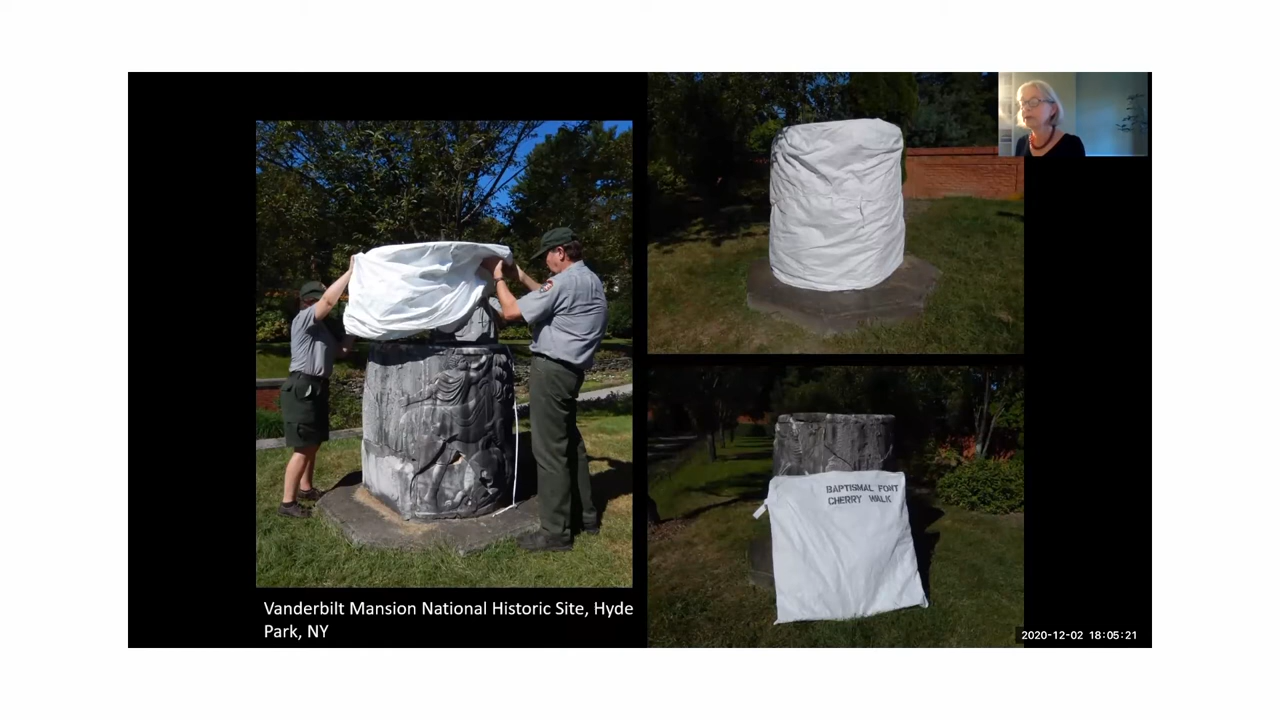 Vanderbilt Mansion National Historic Site, Hyde
Park, NY
BAPTISMAL FONT
CHERRY WALK
2020-12-02 18:05:21